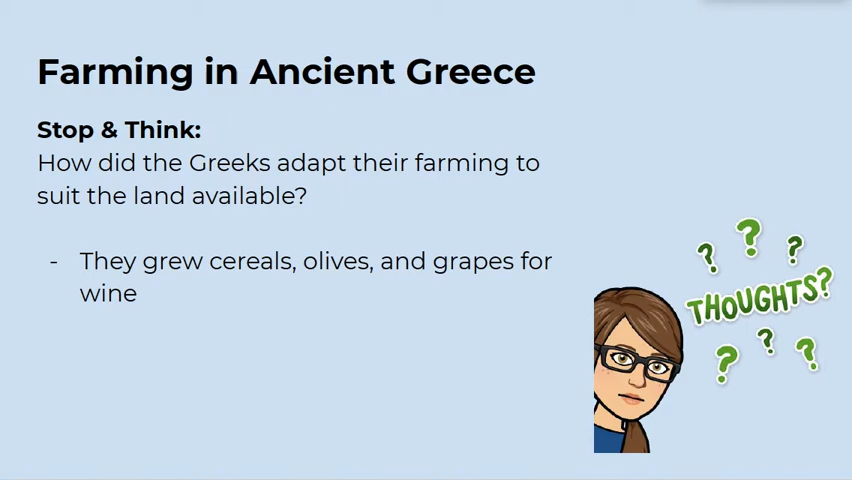 Farming in Ancient Greece
Stop & Think:
How did the Greeks adapt their farming to
suit the land available?
- They grew cereals, olives, and grapes for
wine
? ? ?
THOUGHTS?
? ? ?